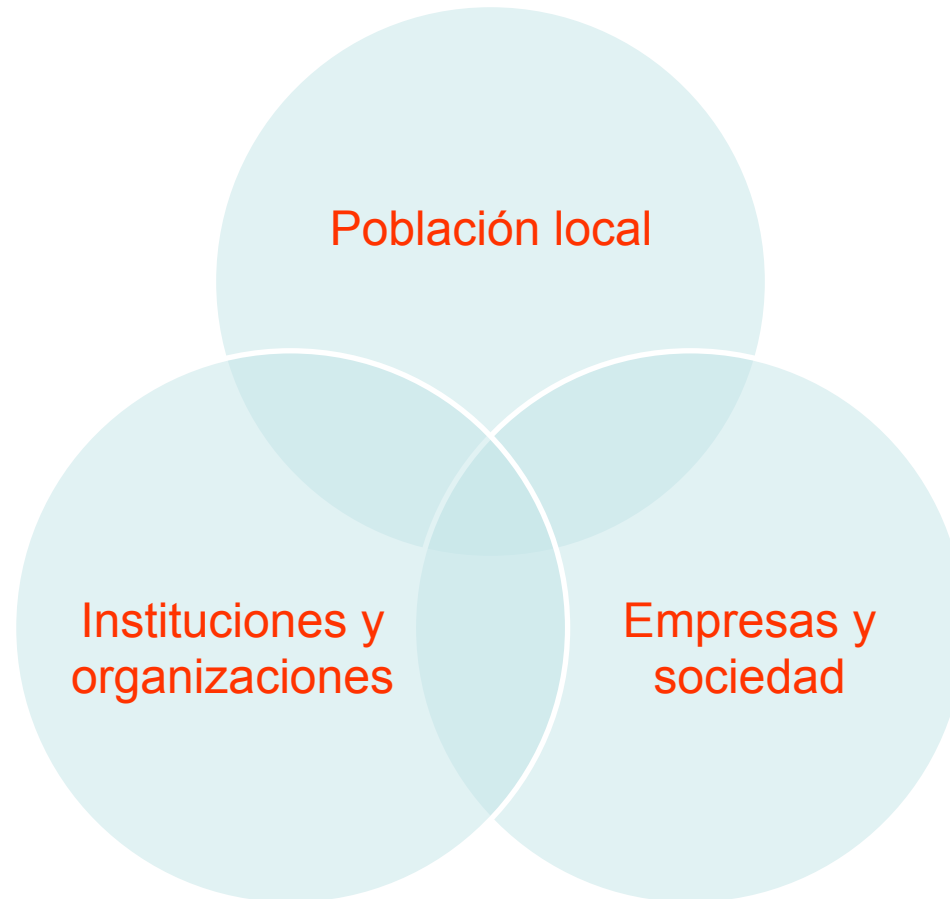 Población local
Instituciones y
organizaciones
Empresas y
sociedad